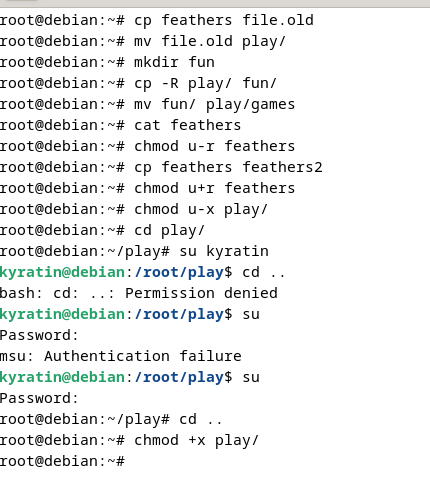 root@debian:~# cp feathers file.old
root@debian:~# mv file.old play/
root@debian:~# mkdir fun
root@debian:~# cp -R play/ fun/
root@debian:~# mv fun/ play/games
root@debian:~# cat feathers
root@debian:~# chmod u-r feathers
root@debian:~# cp feathers feathers2
root@debian:~# chmod u+r feathers
root@debian:~# chmod u-x play/
root@debian:~# cd play/
root@debian:~/play# su kyratin
kyratin@debian:/root/play$ cd ..
bash: cd: ..: Permission denied
kyratin@debian:/root/play$ su
Password:
msu: Authentication failure
kyratin@debian:/root/play$ su
Password:
root@debian:~/play# cd ..
root@debian:~# chmod +x play/
root@debian:~#